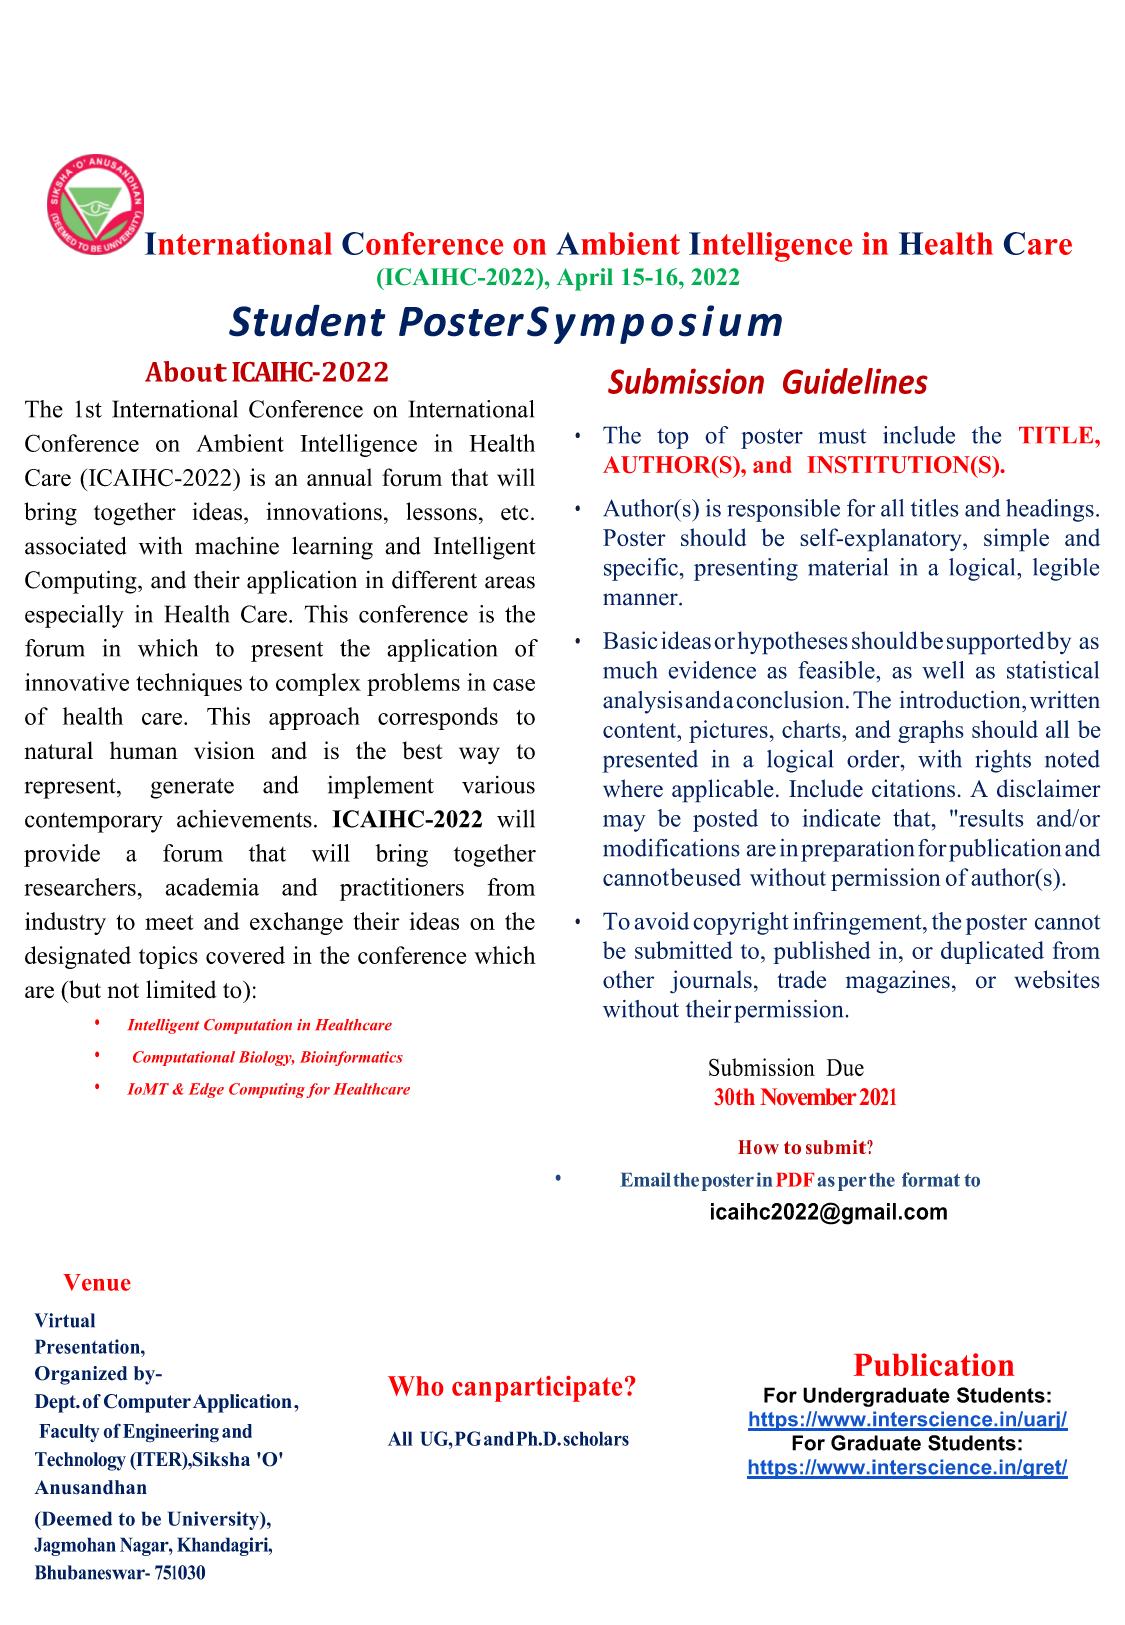 SIKSHA 'O' ANUSANDHAN
(DEEMED TO BE UNIVERSITY)
International Conference on Ambient Intelligence in Health Care
(ICAIHC-2022), April 15-16, 2022
Student Poster Symposium
About ICAIHC-2022
The 1st International Conference on International
Conference on Ambient Intelligence in Health
Care (ICAIHC-2022) is an annual forum that will
bring together ideas, innovations, lessons, etc.
associated with machine learning and Intelligent
Computing, and their application in different areas
especially in Health Care. This conference is the
forum in which to present the application of
innovative techniques to complex problems in case
of health care. This approach corresponds to
natural human vision and is the best way to
represent, generate and implement various
contemporary achievements. ICAIHC-2022 will
provide a forum that will bring together
researchers, academia and practitioners from
industry to meet and exchange their ideas on the
designated topics covered in the conference which
are (but not limited to):
• Intelligent Computation in Healthcare
• Computational Biology, Bioinformatics
• IoMT & Edge Computing for Healthcare
Submission Guidelines
• The top of poster must include the TITLE,
AUTHOR(S), and INSTITUTION(S).
• Author(s) is responsible for all titles and headings.
Poster should be self-explanatory, simple and
specific, presenting material in a logical, legible
manner.
• Basic ideas or hypotheses should be supported by as
much evidence as feasible, as well as statistical
analysis and a conclusion. The introduction, written
content, pictures, charts, and graphs should all be
presented in a logical order, with rights noted
where applicable. Include citations. A disclaimer
may be posted to indicate that, "results and/or
modifications are in preparation for publication and
cannot be used without permission of author(s).
• To avoid copyright infringement, the poster cannot
be submitted to, published in, or duplicated from
other journals, trade magazines, or websites
without their permission.
Submission Due
30th November 2021
How to submit?
• Email the poster in PDF as per the format to
icaihc2022@gmail.com
Venue
Virtual
Presentation,
Organized by-
Dept. of Computer Application,
Faculty of Engineering and
Technology (ITER),Siksha 'O'
Anusandhan
(Deemed to be University),
Jagmohan Nagar, Khandagiri,
Bhubaneswar- 751030
Who can participate?
All UG, PG and Ph.D. scholars
Publication
For Undergraduate Students:
https://www.interscience.in/uarj/
For Graduate Students:
https://www.interscience.in/gret/